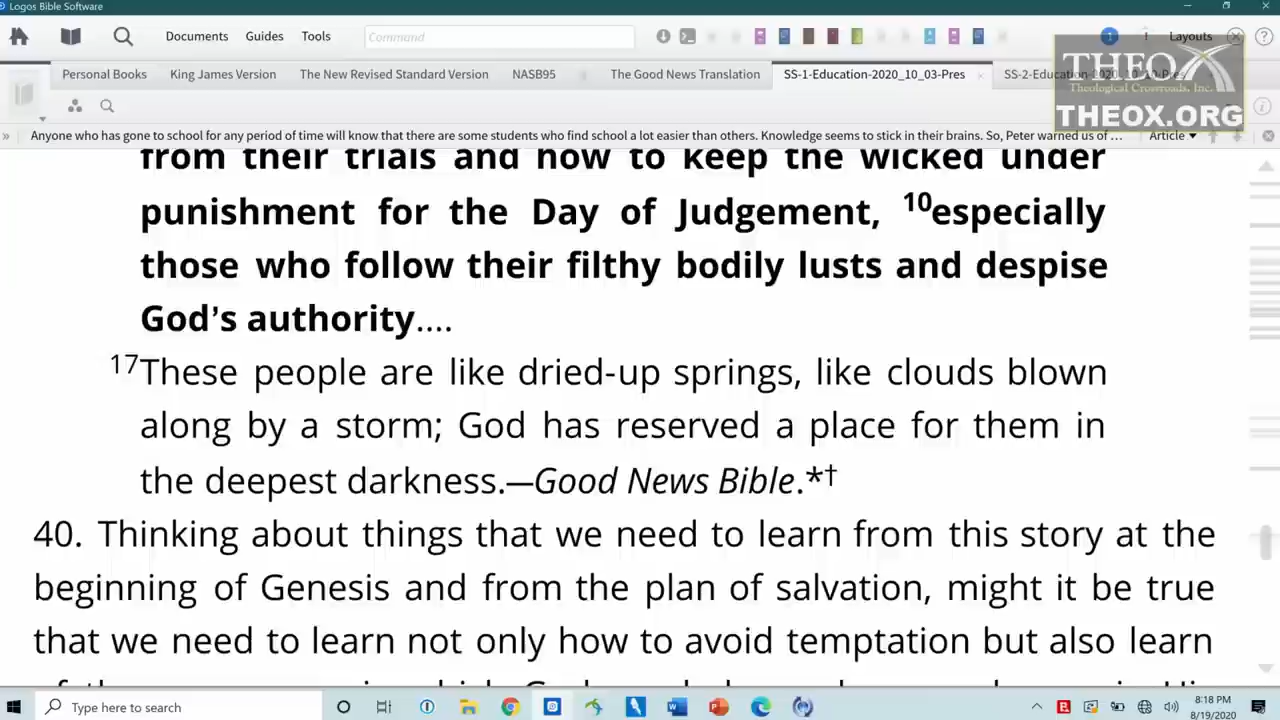 Logos Bible Software
Documents Guides Tools Command Layouts
Personal Books King James Version The New Revised Standard Version NASB95 The Good News Translation SS-1-Education-2020_10_03-Pres SS-2-Education-2020_10_10-Pres
THEOX
Theological Crossroads, Inc.
THEOX.ORG
» Anyone who has gone to school for any period of time will know that there are some students who find school a lot easier than others. Knowledge seems to stick in their brains. So, Peter warned us of ... Article
from their trials and how to keep the wicked under
punishment for the Day of Judgement, ¹⁰especially
those who follow their filthy bodily lusts and despise
God's authority....
¹⁷These people are like dried-up springs, like clouds blown
along by a storm; God has reserved a place for them in
the deepest darkness.—Good News Bible.*†
40. Thinking about things that we need to learn from this story at the
beginning of Genesis and from the plan of salvation, might it be true
that we need to learn not only how to avoid temptation but also learn
Type here to search
8:18 PM
8/19/2020